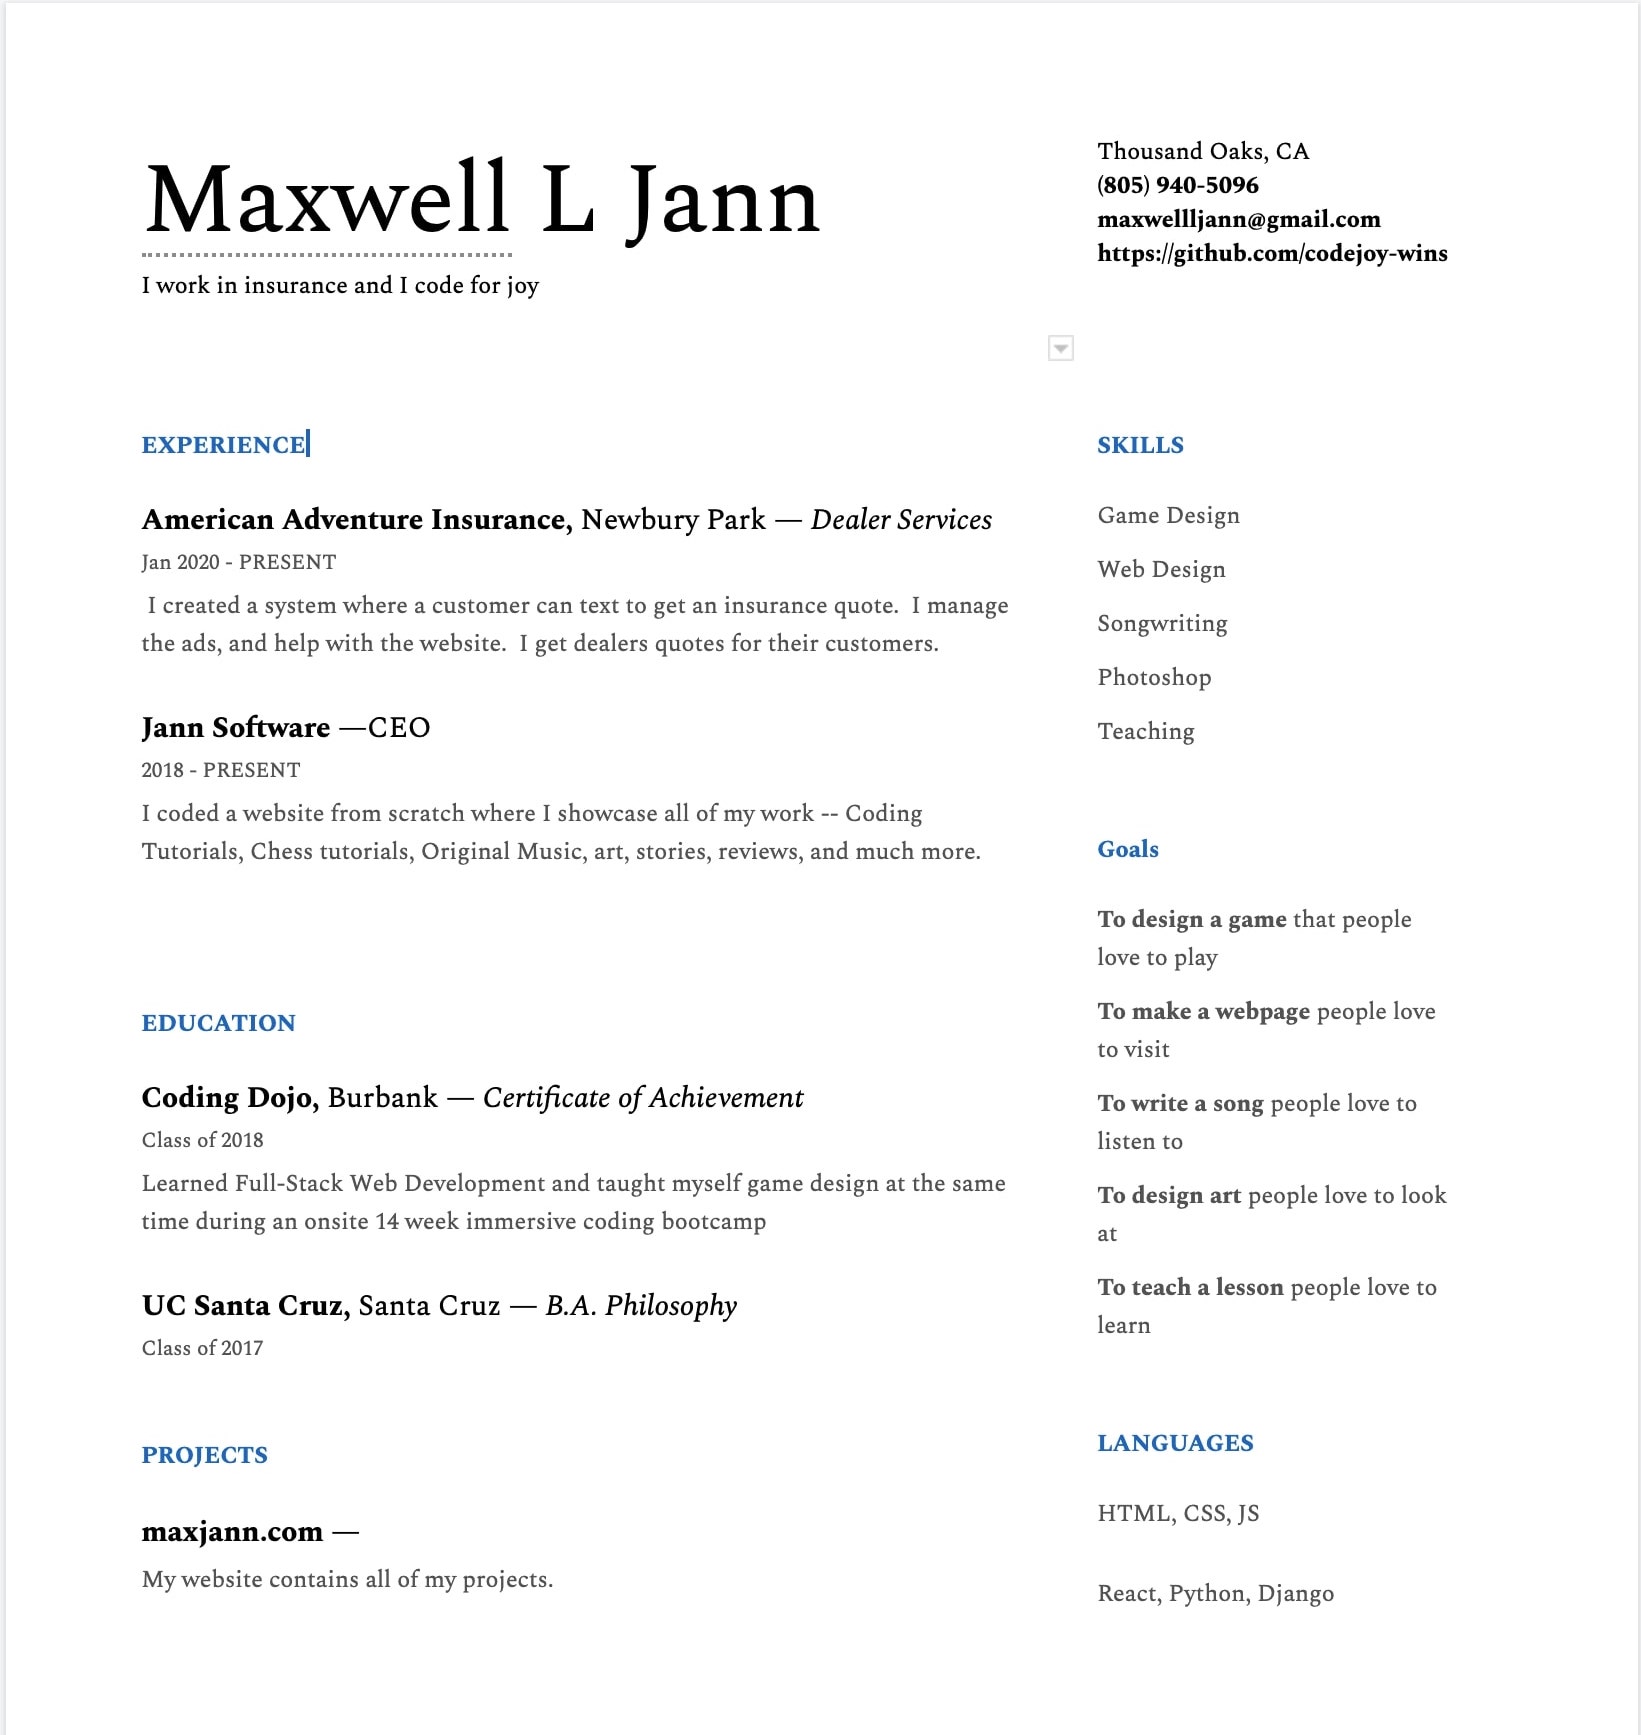 Maxwell L Jann
I work in insurance and I code for joy
Thousand Oaks, CA
(805) 940-5096
maxwellljann@gmail.com
https://github.com/codejoy-wins
EXPERIENCE
American Adventure Insurance, Newbury Park — Dealer Services
Jan 2020 - PRESENT
I created a system where a customer can text to get an insurance quote.  I manage
the ads, and help with the website.  I get dealers quotes for their customers.
Jann Software —CEO
2018 - PRESENT
I coded a website from scratch where I showcase all of my work -- Coding
Tutorials, Chess tutorials, Original Music, art, stories, reviews, and much more.
EDUCATION
Coding Dojo, Burbank — Certificate of Achievement
Class of 2018
Learned Full-Stack Web Development and taught myself game design at the same
time during an onsite 14 week immersive coding bootcamp
UC Santa Cruz, Santa Cruz — B.A. Philosophy
Class of 2017
PROJECTS
maxjann.com —
My website contains all of my projects.
SKILLS
Game Design
Web Design
Songwriting
Photoshop
Teaching
Goals
To design a game that people
love to play
To make a webpage people love
to visit
To write a song people love to
listen to
To design art people love to look
at
To teach a lesson people love to
learn
LANGUAGES
HTML, CSS, JS
React, Python, Django